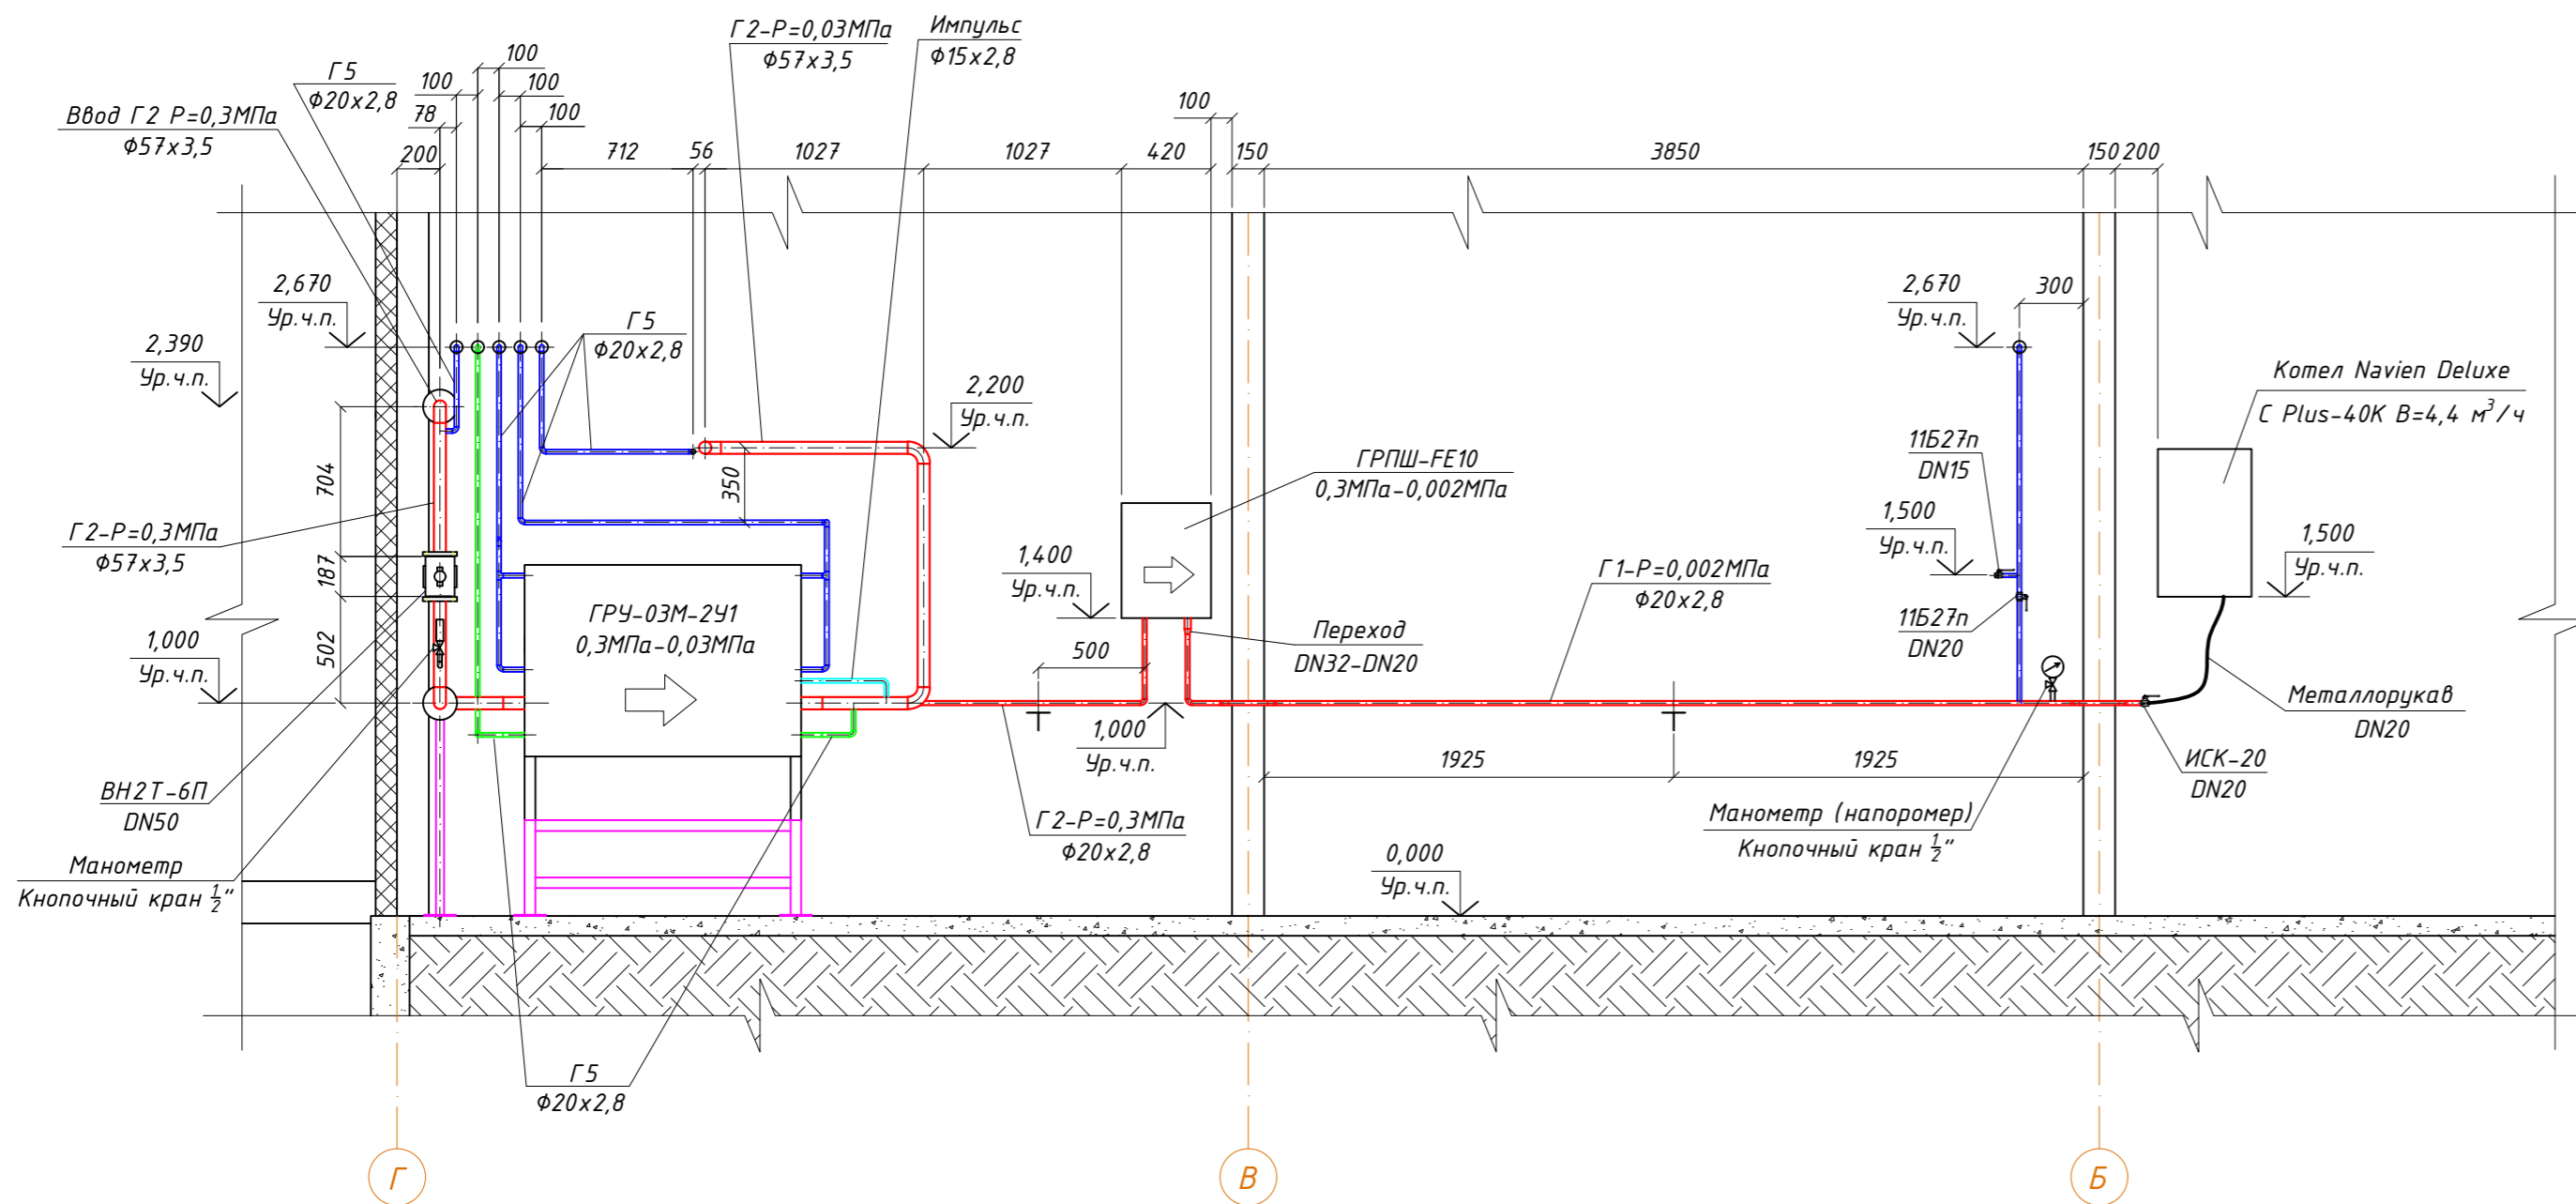 Г2-Р=0,03МПа
Ф57х3,5
Импульс
Ф15х2,8
Г5
Ф20х2,8
Ввод Г2 Р=0,3МПа
Ф57х3,5
100
100
100
100
78
200
712
56
1027
1027
420
100
150
3850
150
200
2,670
Ур.ч.п.
2,390
Ур.ч.п.
Г5
Ф20х2,8
2,200
Ур.ч.п.
2,670
Ур.ч.п.
300
Котел Navien Deluxe
C Plus-40K B=4,4 м³/ч
704
350
ГРПШ-FE10
0,3МПа-0,002МПа
11Б27п
DN15
Г2-Р=0,3МПа
Ф57х3,5
187
1,400
Ур.ч.п.
1,500
Ур.ч.п.
1,500
Ур.ч.п.
Г1-Р=0,002МПа
Ф20х2,8
ГРУ-03М-2У1
0,3МПа-0,03МПа
1,000
Ур.ч.п.
502
500
Переход
DN32-DN20
11Б27п
DN20
Металлорукав
DN20
1,000
Ур.ч.п.
1925
1925
ИСК-20
DN20
ВН2Т-6П
DN50
Г2-Р=0,3МПа
Ф20х2,8
Манометр (напоромер)
Кнопочный кран ½"
Манометр
Кнопочный кран ½"
0,000
Ур.ч.п.
Г5
Ф20х2,8
Г
В
Б